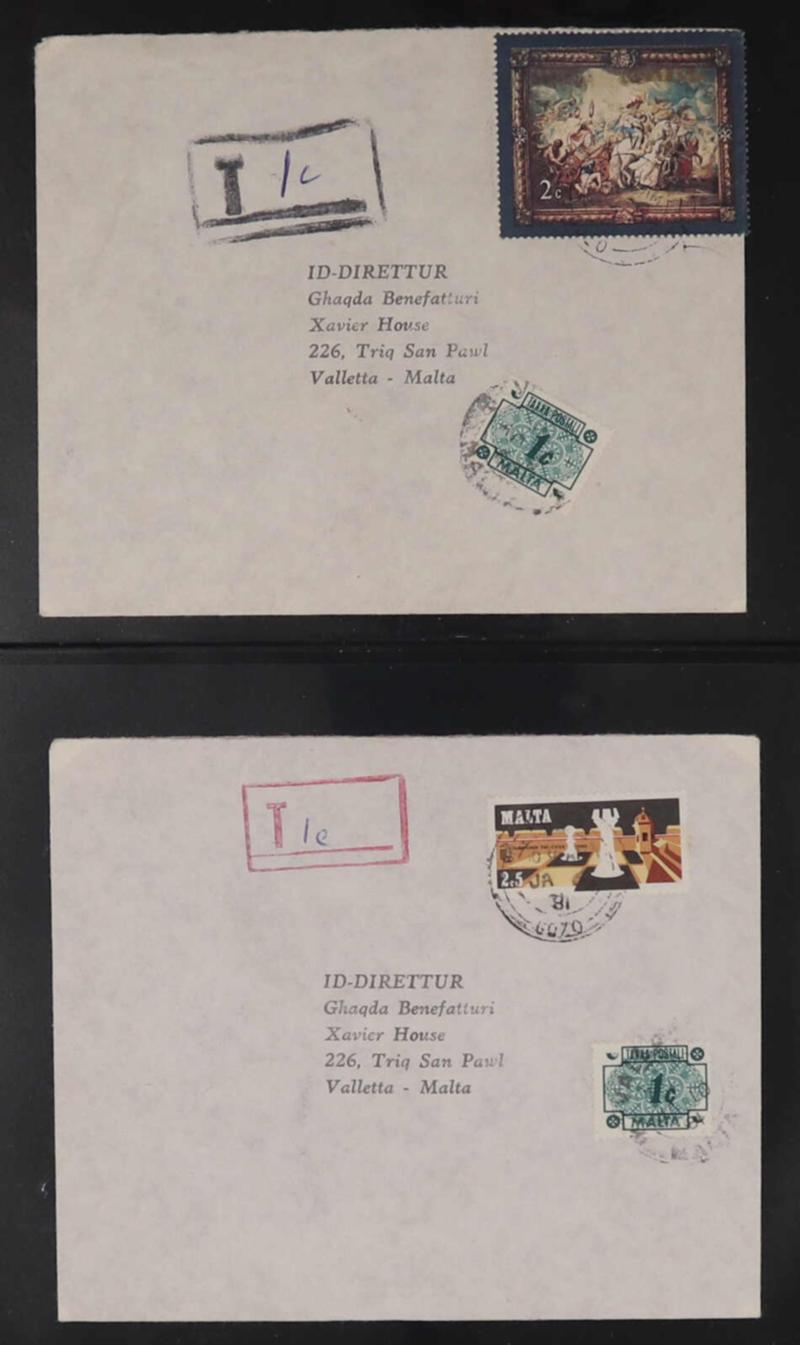 T 1c
2c
ID-DIRETTUR
Ghaqda Benefatturi
Xavier House
226, Triq San Pawl
Valletta - Malta
TAXXA POSTALI
1c
MALTA
T 1c
MALTA
2c5
JA
81
GOZO
ID-DIRETTUR
Ghaqda Benefatturi
Xavier House
226, Triq San Pawl
Valletta - Malta
TAXXA POSTALI
1c
MALTA
MALTA